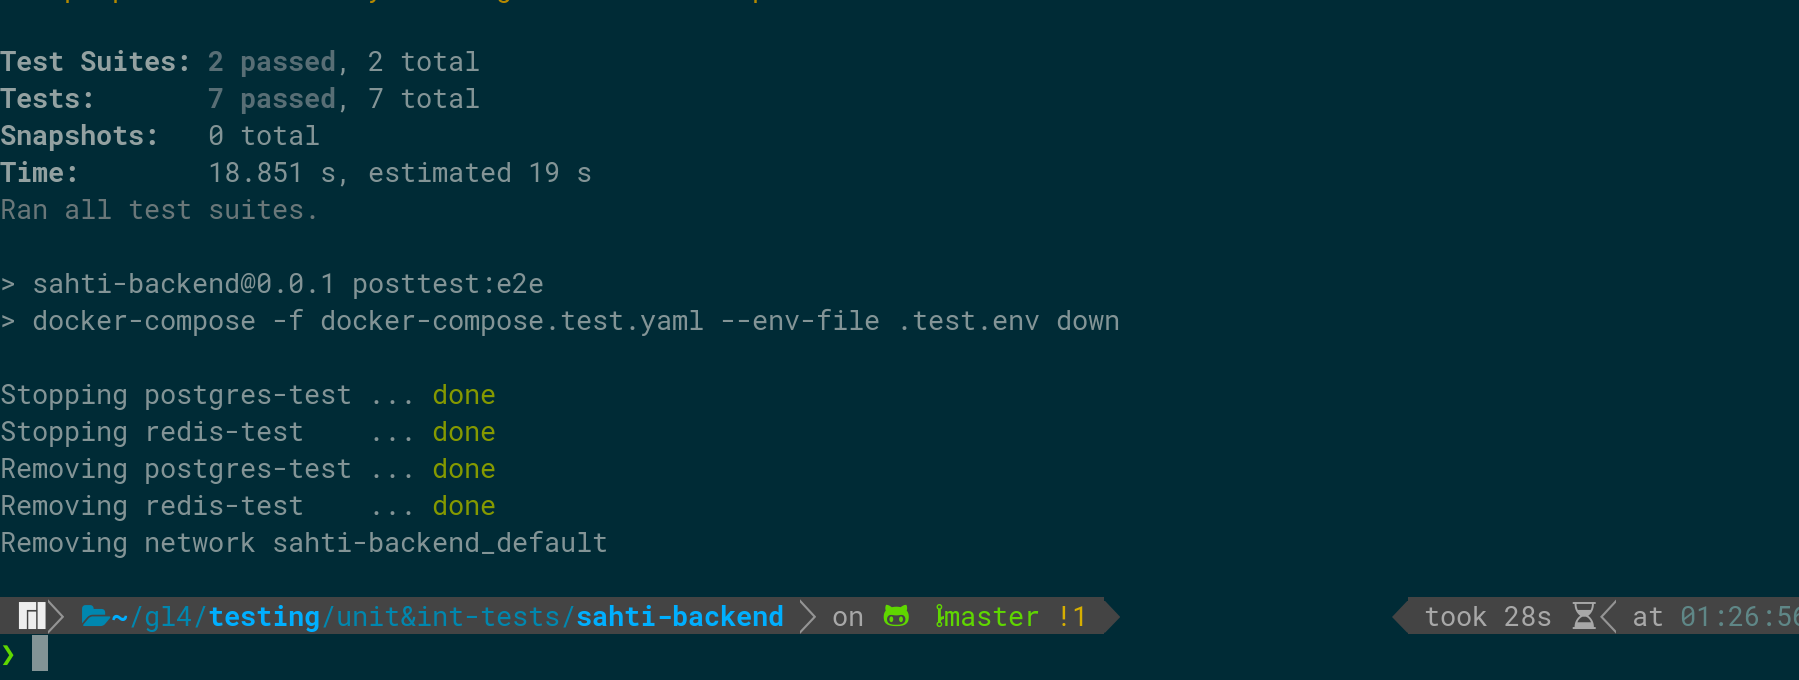 Test Suites: 2 passed, 2 total
Tests:       7 passed, 7 total
Snapshots:   0 total
Time:        18.851 s, estimated 19 s
Ran all test suites.
> sahti-backend@0.0.1 posttest:e2e
> docker-compose -f docker-compose.test.yaml --env-file .test.env down
Stopping postgres-test ... done
Stopping redis-test    ... done
Removing postgres-test ... done
Removing redis-test    ... done
Removing network sahti-backend_default
~/gl4/testing/unit&int-tests/sahti-backend on master !1 took 28s at 01:26:56
❯